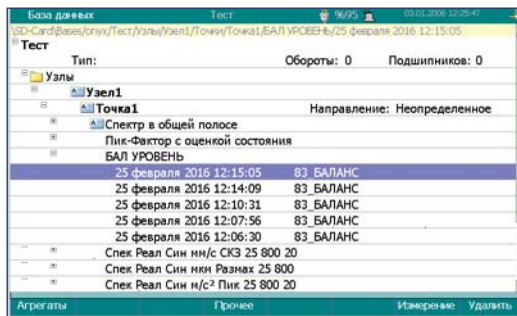 База данных Тест %95 03.01.2006 12:25:47
\SD-Card\Bases/onyx/Тест/Узлы/Узел1/Точки/Точка1/БАЛ УРОВЕНЬ/25 февраля 2016 12:15:05
Тест
Тип: Обороты: 0 Подшипников: 0
Узлы
Узел1
Точка1 Направление: Неопределенное
Спектр в общей полосе
Пик-Фактор с оценкой состояния
БАЛ УРОВЕНЬ
25 февраля 2016 12:15:05 83_БАЛАНС
25 февраля 2016 12:14:09 83_БАЛАНС
25 февраля 2016 12:10:31 83_БАЛАНС
25 февраля 2016 12:07:56 83_БАЛАНС
25 февраля 2016 12:06:30 83_БАЛАНС
Спек Реал Син мм/с СКЗ 25 800 20
Спек Реал Син мкм Размах 25 800
Спек Реал Син м/с² Пик 25 800 20
Агрегаты Прочее Измерение Удалить